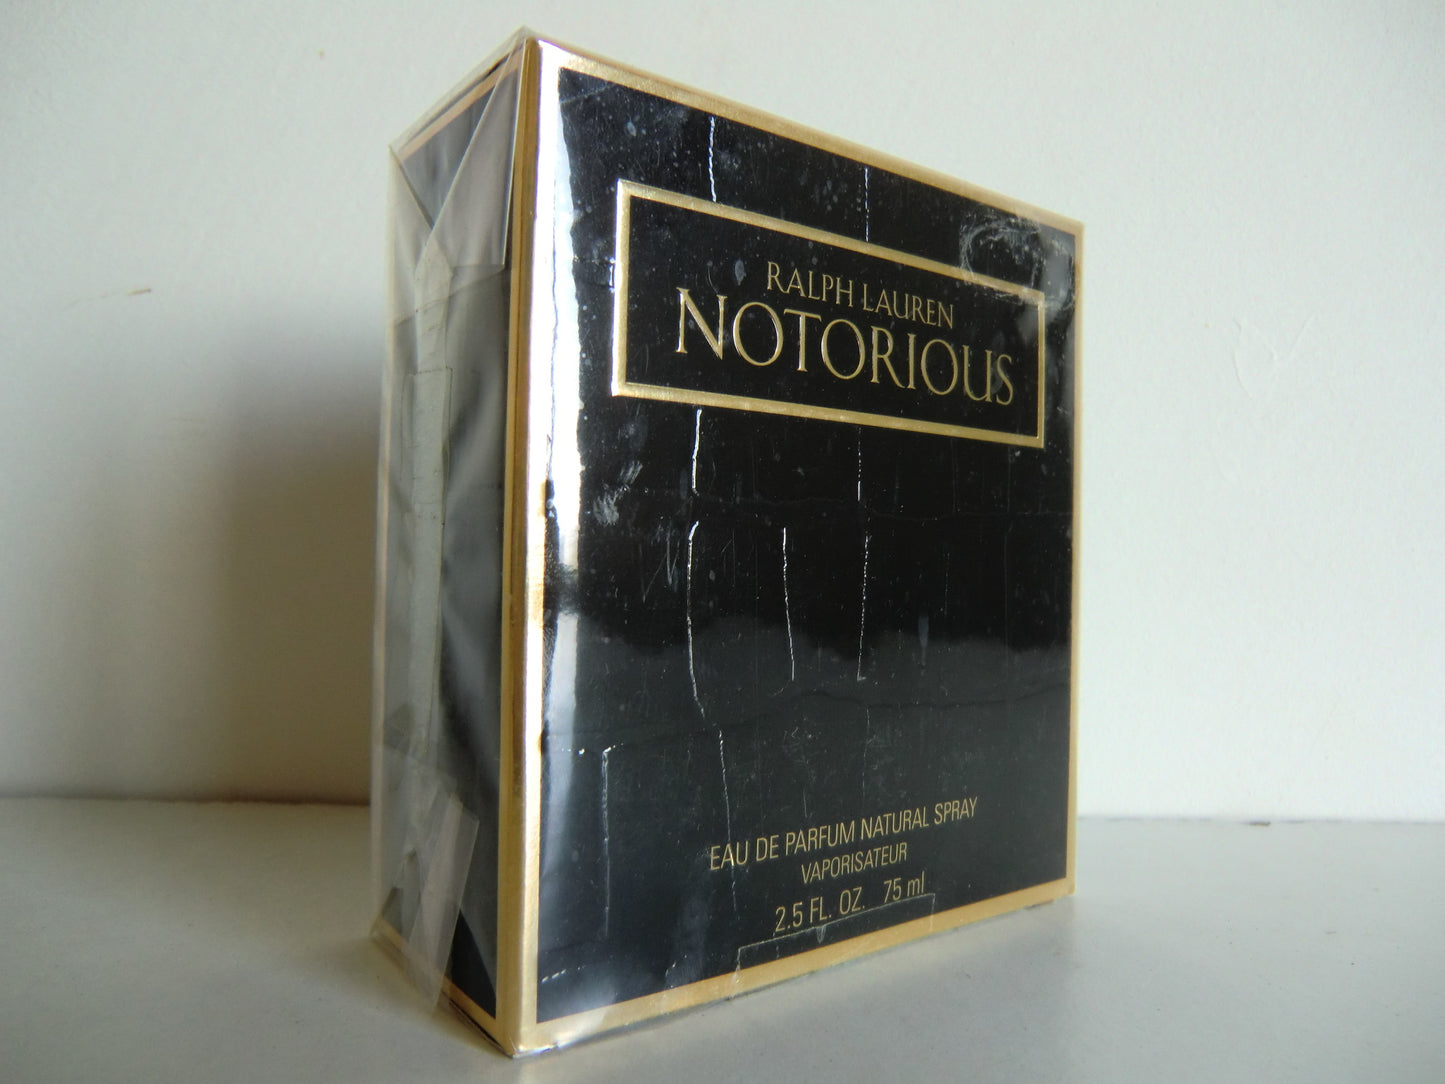 RALPH LAUREN
NOTORIOUS
EAU DE PARFUM NATURAL SPRAY
VAPORISATEUR
2.5 FL. OZ. 75 ml